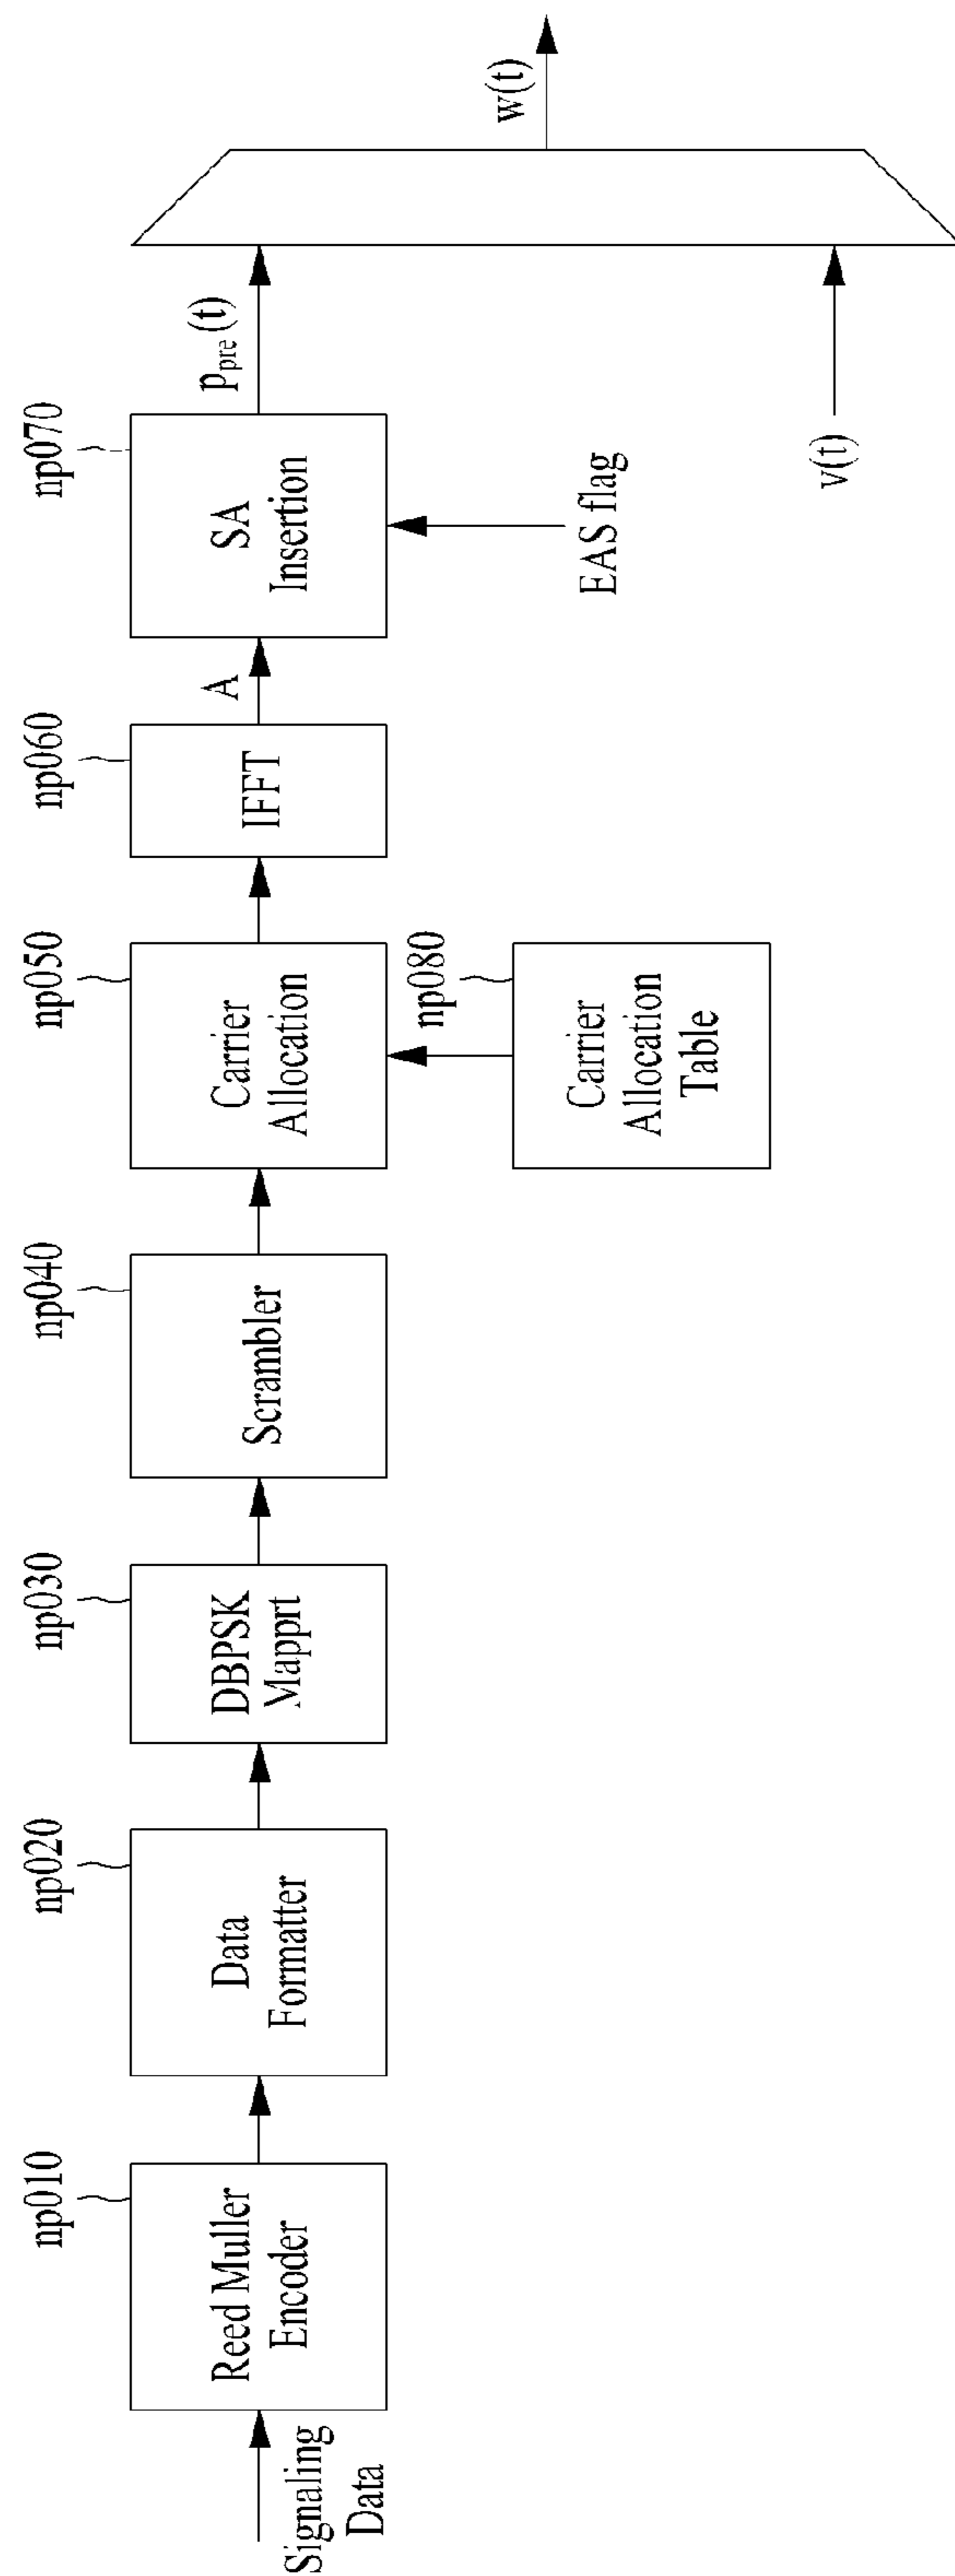 np010
np020
np030
np040
np050
np060
np070
Signaling
Data
Reed Muller
Encoder
Data
Formatter
DBPSK
Mapprt
Scrambler
Carrier
Allocation
IFFT
A
SA
Insertion
p_pre(t)
w(t)
np080
Carrier
Allocation
Table
EAS flag
v(t)